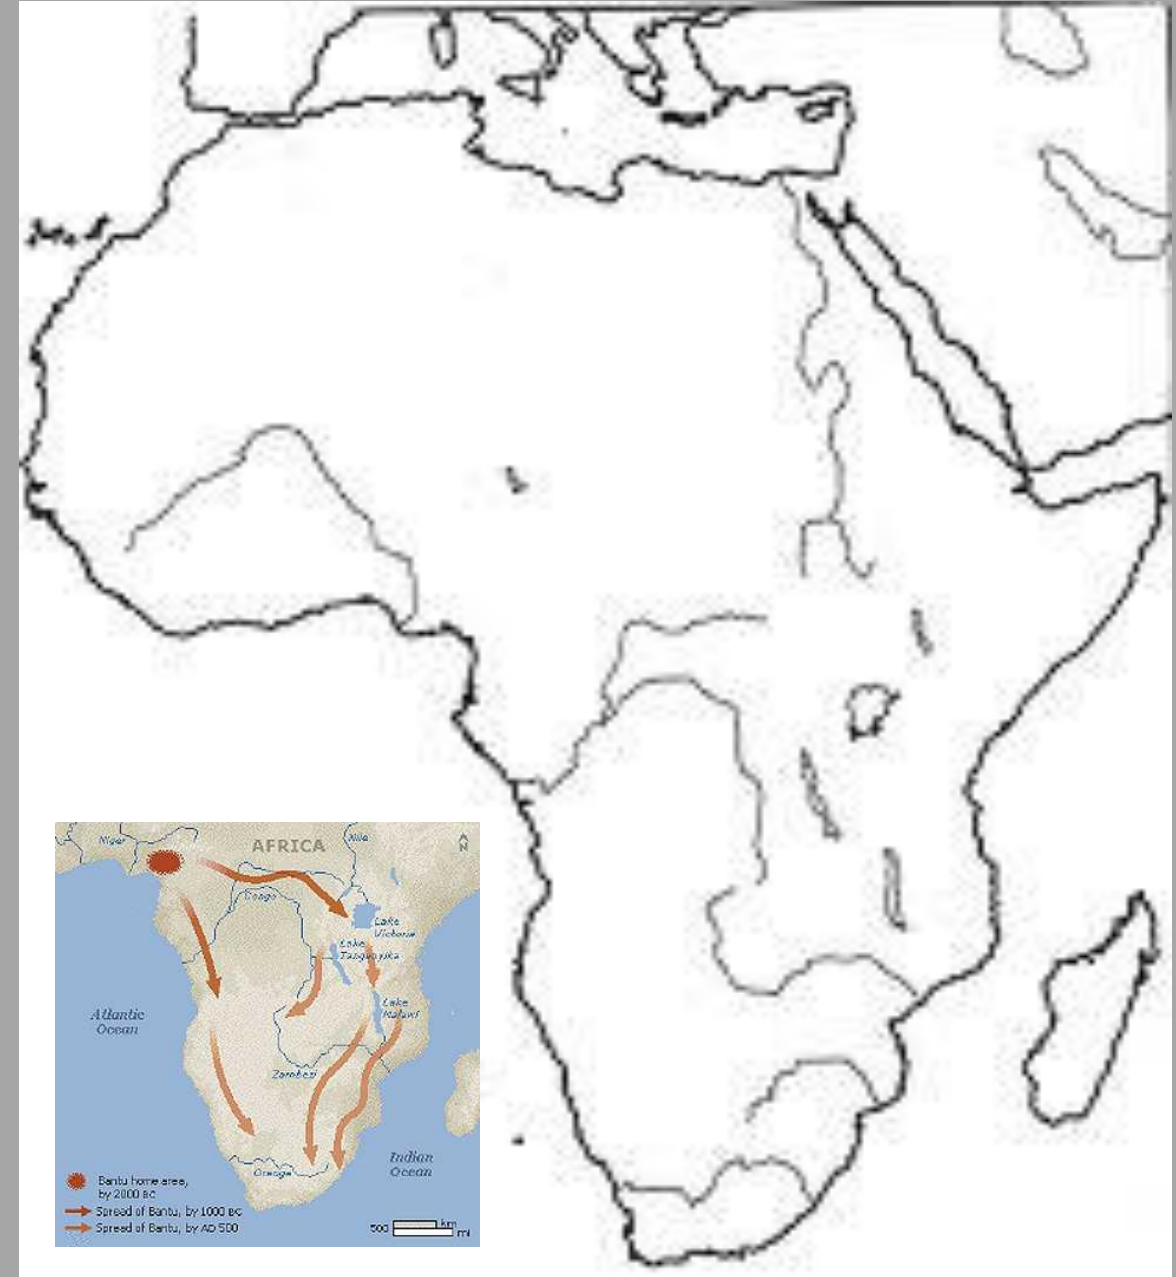 Niger
AFRICA
Nile
N
Congo
Lake
Victoria
Lake
Tanganyika
Lake
Malawi
Atlantic
Ocean
Zambezi
Indian
Ocean
Orange
Bantu home area,
by 2000 BC
Spread of Bantu, by 1000 BC
Spread of Bantu, by AD 500
500 km
mi